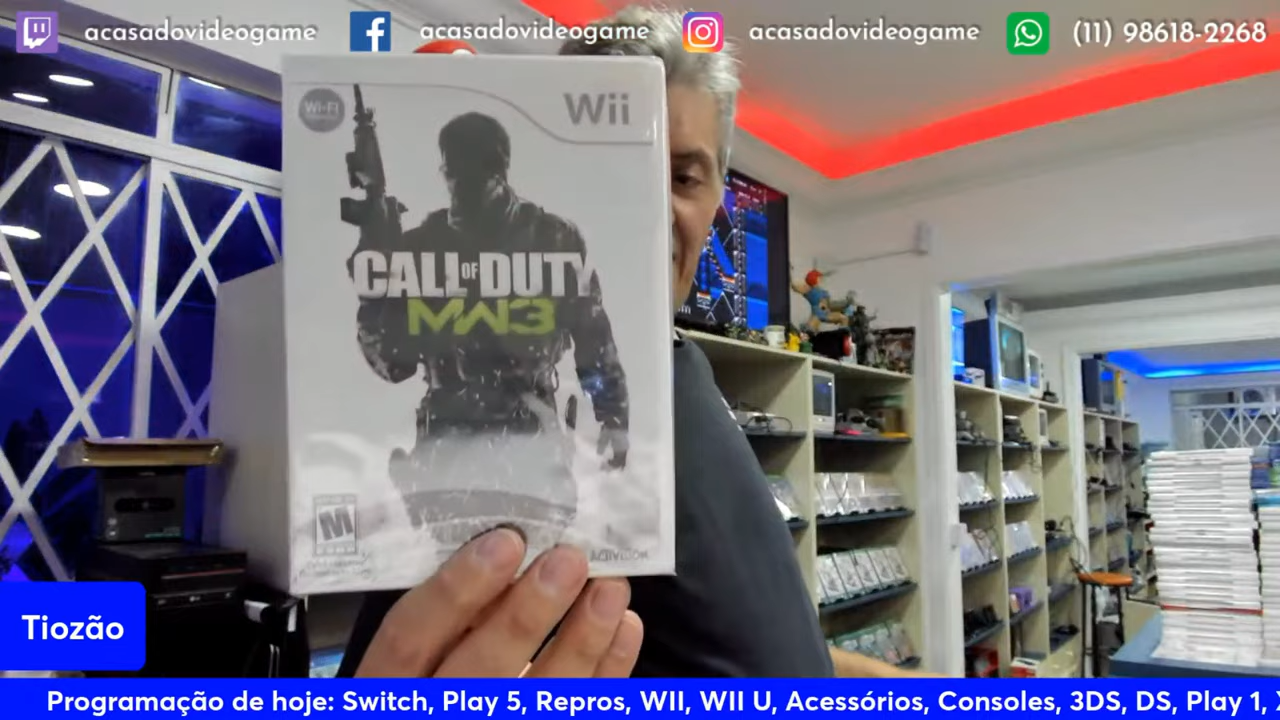 acasadovideogame
acasadovideogame
acasadovideogame
(11) 98618-2268
Wi-Fi
Wii
CALL OF DUTY
MW3
M
ACTIVISION
Tiozão
Programação de hoje: Switch, Play 5, Repros, WII, WII U, Acessórios, Consoles, 3DS, DS, Play 1,